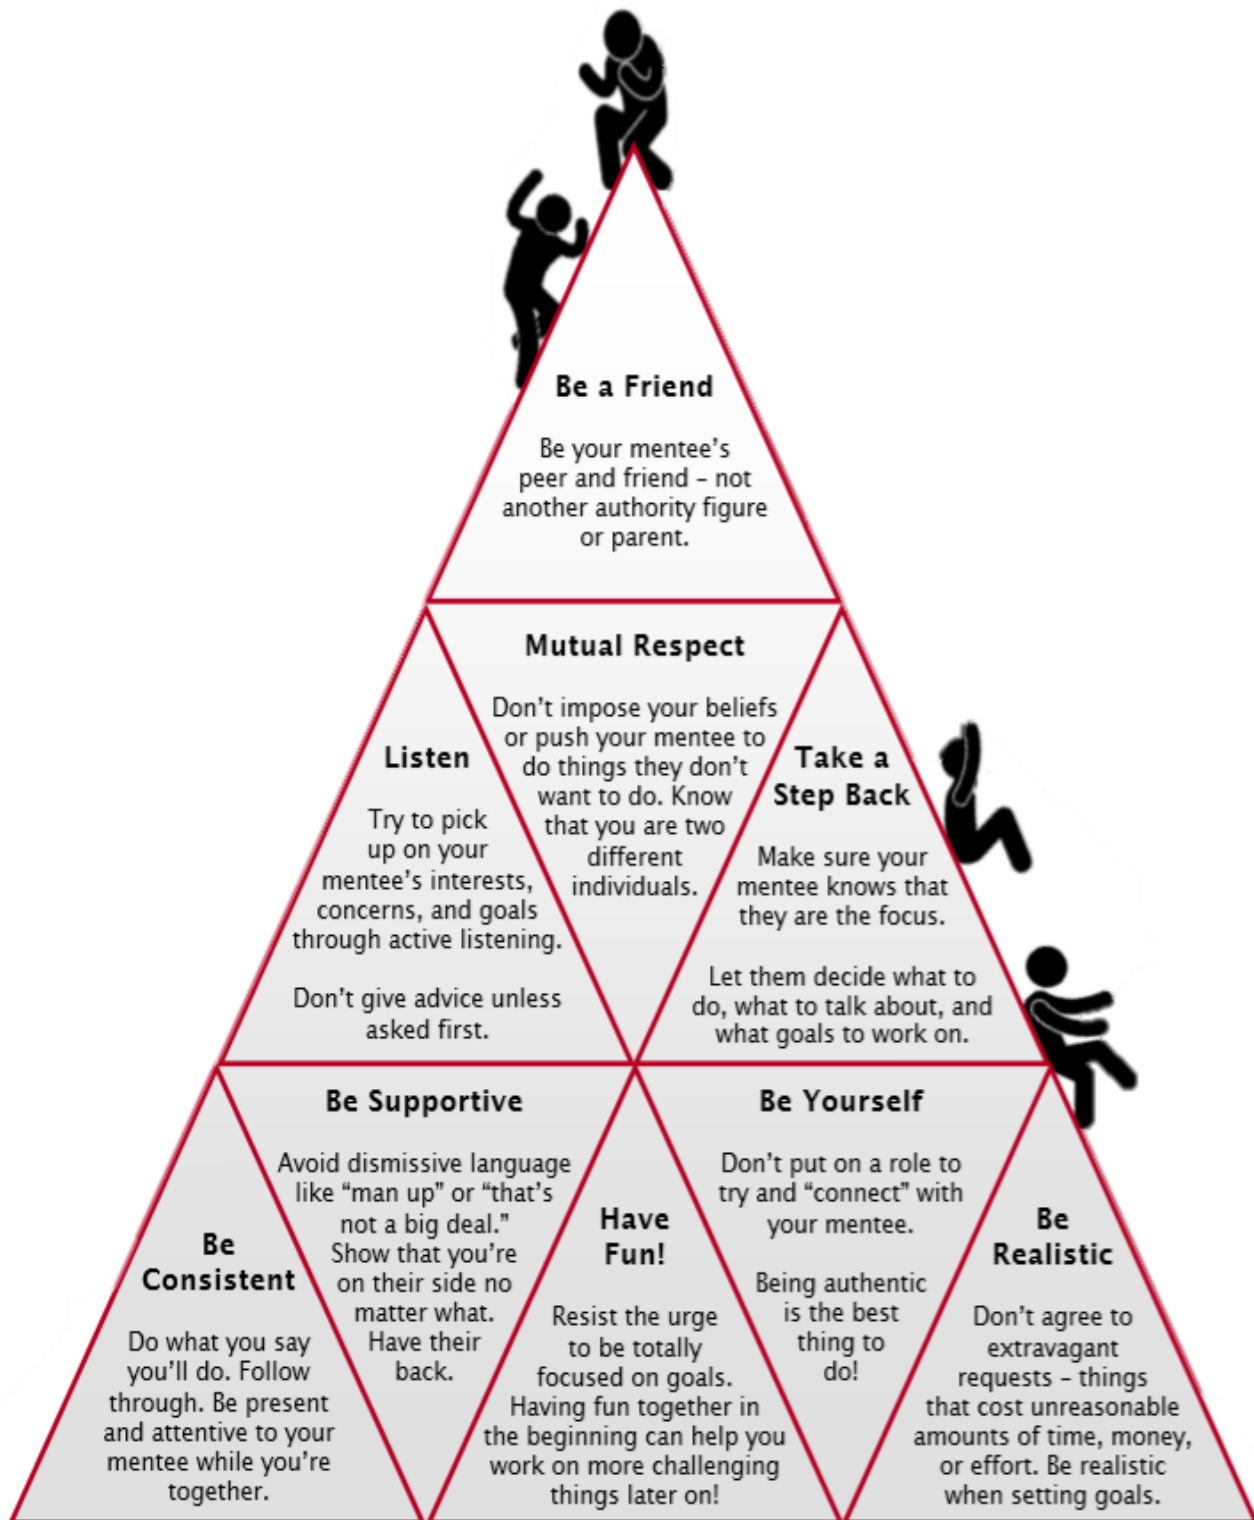 Be a Friend
Be your mentee’s
peer and friend – not
another authority figure
or parent.
Listen
Try to pick
up on your
mentee’s interests,
concerns, and goals
through active listening.
Don’t give advice unless
asked first.
Mutual Respect
Don’t impose your beliefs
or push your mentee to
do things they don’t
want to do. Know
that you are two
different
individuals.
Take a
Step Back
Make sure your
mentee knows that
they are the focus.
Let them decide what to
do, what to talk about, and
what goals to work on.
Be
Consistent
Do what you say
you’ll do. Follow
through. Be present
and attentive to your
mentee while you’re
together.
Be Supportive
Avoid dismissive language
like “man up” or “that’s
not a big deal.”
Show that you’re
on their side no
matter what.
Have their
back.
Have
Fun!
Resist the urge
to be totally
focused on goals.
Having fun together in
the beginning can help you
work on more challenging
things later on!
Be Yourself
Don’t put on a role to
try and “connect” with
your mentee.
Being authentic
is the best
thing to
do!
Be
Realistic
Don’t agree to
extravagant
requests – things
that cost unreasonable
amounts of time, money,
or effort. Be realistic
when setting goals.